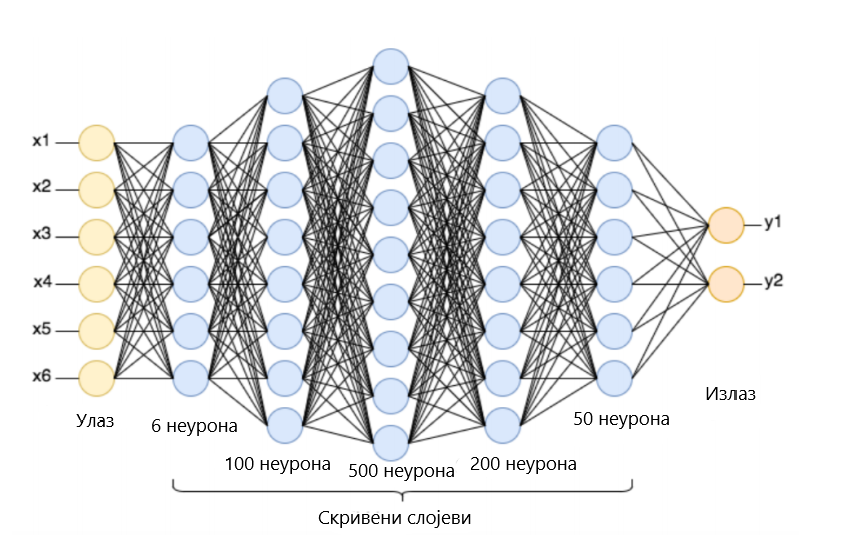 x1
x2
x3
x4
x5
x6
y1
y2
Улаз
6 неурона
100 неурона
500 неурона
200 неурона
50 неурона
Излаз
Скривени слојеви